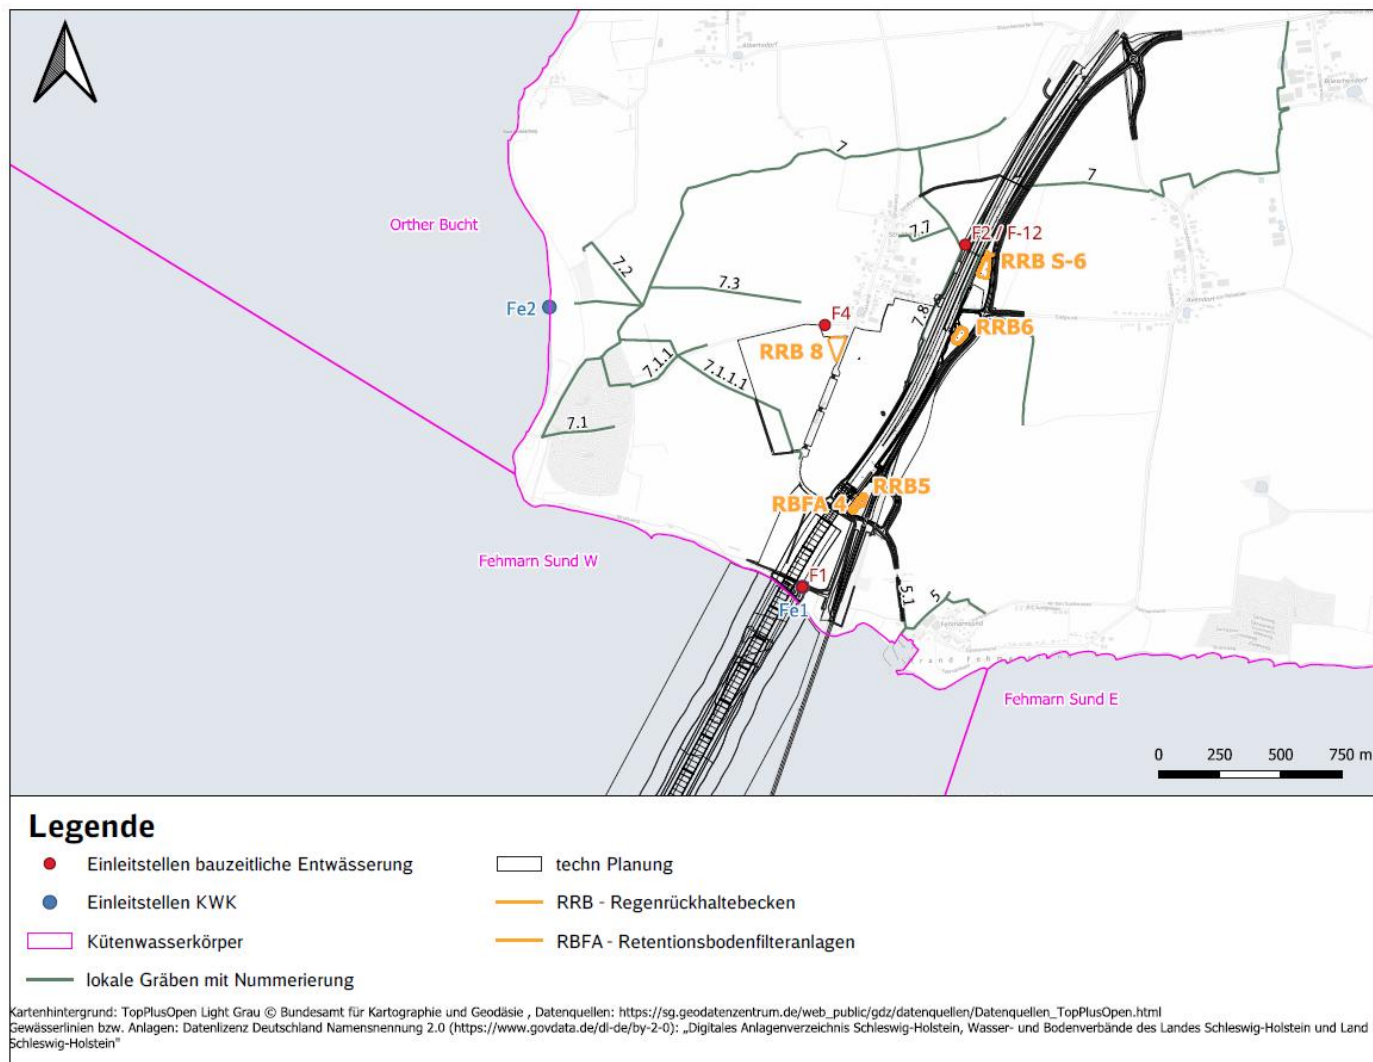 Orther Bucht
7
7
7.7
F2 / F-12
RRB S-6
7.2
7.3
Fe2
F4
7.8
RRB6
RRB 8
7.1.1
7.1.1.1
7.1
RRB5
RBFA 4
Fehmarn Sund W
F1
Fe1
5.1
5
Fehmarnsund
Fehmarn Sund E
0 250 500 750 m
Legende
Einleitstellen bauzeitliche Entwässerung
techn Planung
Einleitstellen KWK
RRB - Regenrückhaltebecken
Kütenwasserkörper
RBFA - Retentionsbodenfilteranlagen
lokale Gräben mit Nummerierung
Kartenhintergrund: TopPlusOpen Light Grau © Bundesamt für Kartographie und Geodäsie , Datenquellen: https://sg.geodatenzentrum.de/web_public/gdz/datenquellen/Datenquellen_TopPlusOpen.html
Gewässerlinien bzw. Anlagen: Datenlizenz Deutschland Namensnennung 2.0 (https://www.govdata.de/dl-de/by-2-0): „Digitales Anlagenverzeichnis Schleswig-Holstein, Wasser- und Bodenverbände des Landes Schleswig-Holstein und Land
Schleswig-Holstein"